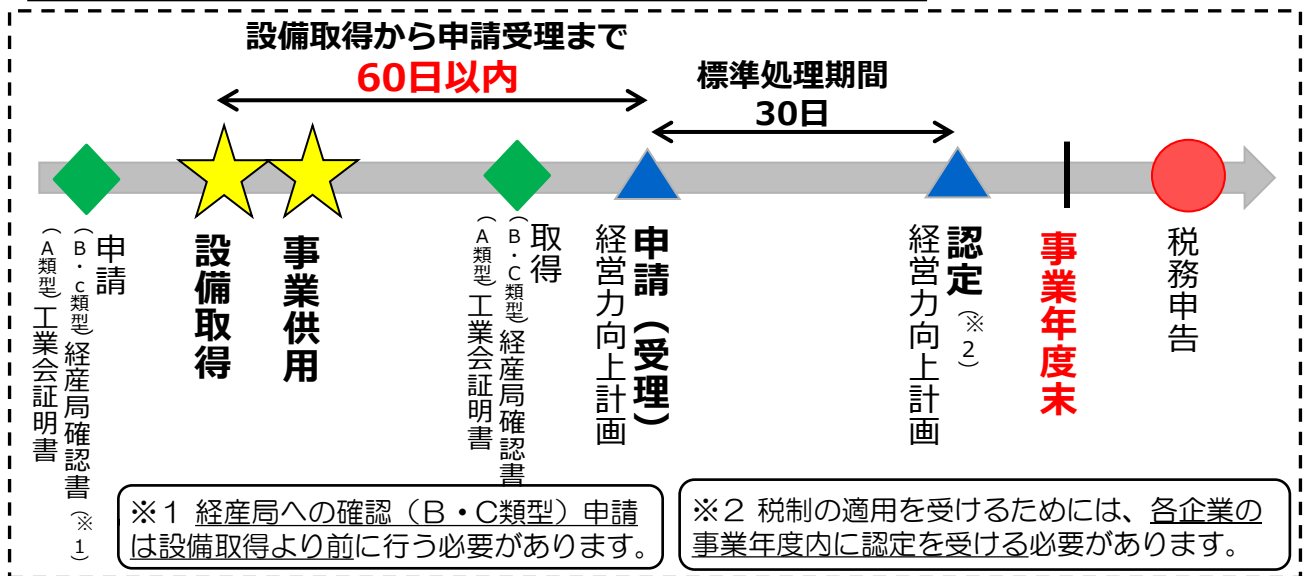 設備取得から申請受理まで
60日以内
標準処理期間
30日
申請
（B・c類型）経産局確認書（※1）
（A類型）工業会証明書
設備取得
事業供用
取得
（B・C類型）経産局確認書
（A類型）工業会証明書
申請（受理）
経営力向上計画
認定（※2）
経営力向上計画
事業年度末
税務申告
※１ 経産局への確認（Ｂ・Ｃ類型）申請
は設備取得より前に行う必要があります。
※２ 税制の適用を受けるためには、各企業の
事業年度内に認定を受ける必要があります。